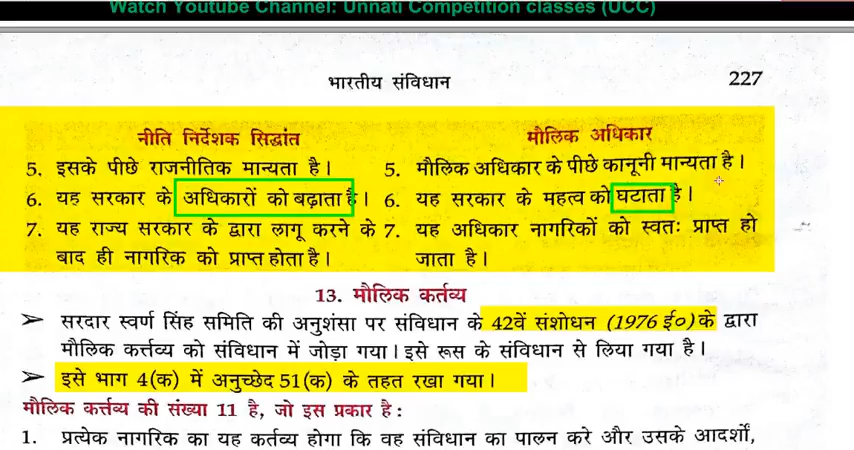 Watch Youtube Channel: Unnati Competition classes (UCC)
भारतीय संविधान 227
नीति निर्देशक सिद्धांत
5. इसके पीछे राजनीतिक मान्यता है।
6. यह सरकार के अधिकारों को बढ़ाता है।
7. यह राज्य सरकार के द्वारा लागू करने के
बाद ही नागरिक को प्राप्त होता है।
मौलिक अधिकार
5. मौलिक अधिकार के पीछे कानूनी मान्यता है।
6. यह सरकार के महत्व को घटाता है।
7. यह अधिकार नागरिकों को स्वतः प्राप्त हो
जाता है।
13. मौलिक कर्तव्य
➢ सरदार स्वर्ण सिंह समिति की अनुशंसा पर संविधान के 42वें संशोधन (1976 ई०) के द्वारा
मौलिक कर्त्तव्य को संविधान में जोड़ा गया। इसे रूस के संविधान से लिया गया है।
➢ इसे भाग 4(क) में अनुच्छेद 51(क) के तहत रखा गया।
मौलिक कर्त्तव्य की संख्या 11 है, जो इस प्रकार है :
1. प्रत्येक नागरिक का यह कर्तव्य होगा कि वह संविधान का पालन करे और उसके आदर्शों,